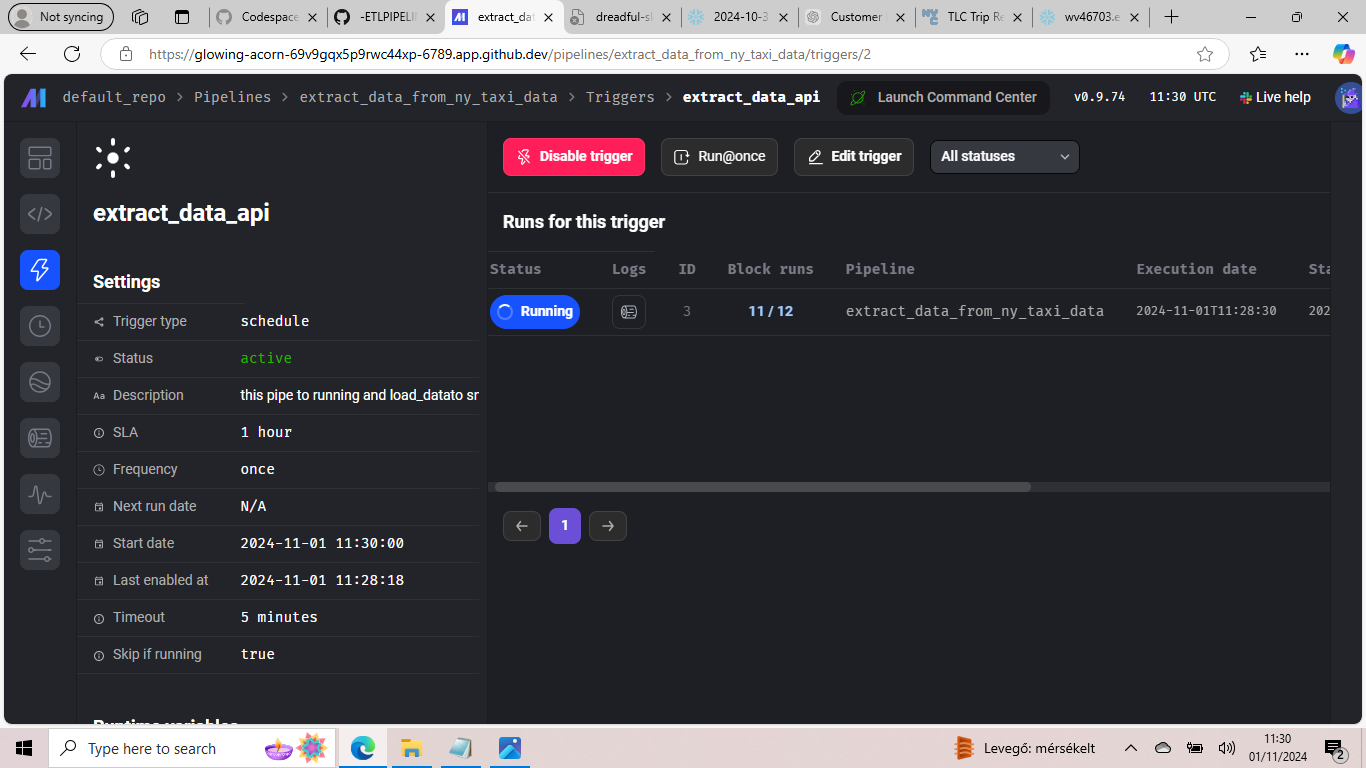 Not syncing
Codespace
-ETLPIPELIN
extract_dat
dreadful-s
2024-10-3
Customer
TLC Trip Re
wv46703.e
https://glowing-acorn-69v9gqx5p9rwc44xp-6789.app.github.dev/pipelines/extract_data_from_ny_taxi_data/triggers/2
default_repo > Pipelines > extract_data_from_ny_taxi_data > Triggers > extract_data_api
Launch Command Center
v0.9.74
11:30 UTC
Live help
Disable trigger
Run@once
Edit trigger
All statuses
extract_data_api
Runs for this trigger
Status Logs ID Block runs Pipeline Execution date Sta
Running 3 11 / 12 extract_data_from_ny_taxi_data 2024-11-01T11:28:30 202
1
Settings
Trigger type schedule
Status active
Aa Description this pipe to running and load_datato sr
SLA 1 hour
Frequency once
Next run date N/A
Start date 2024-11-01 11:30:00
Last enabled at 2024-11-01 11:28:18
Timeout 5 minutes
Skip if running true
Runtime variables
Type here to search
Levegő: mérsékelt
11:30
01/11/2024
2